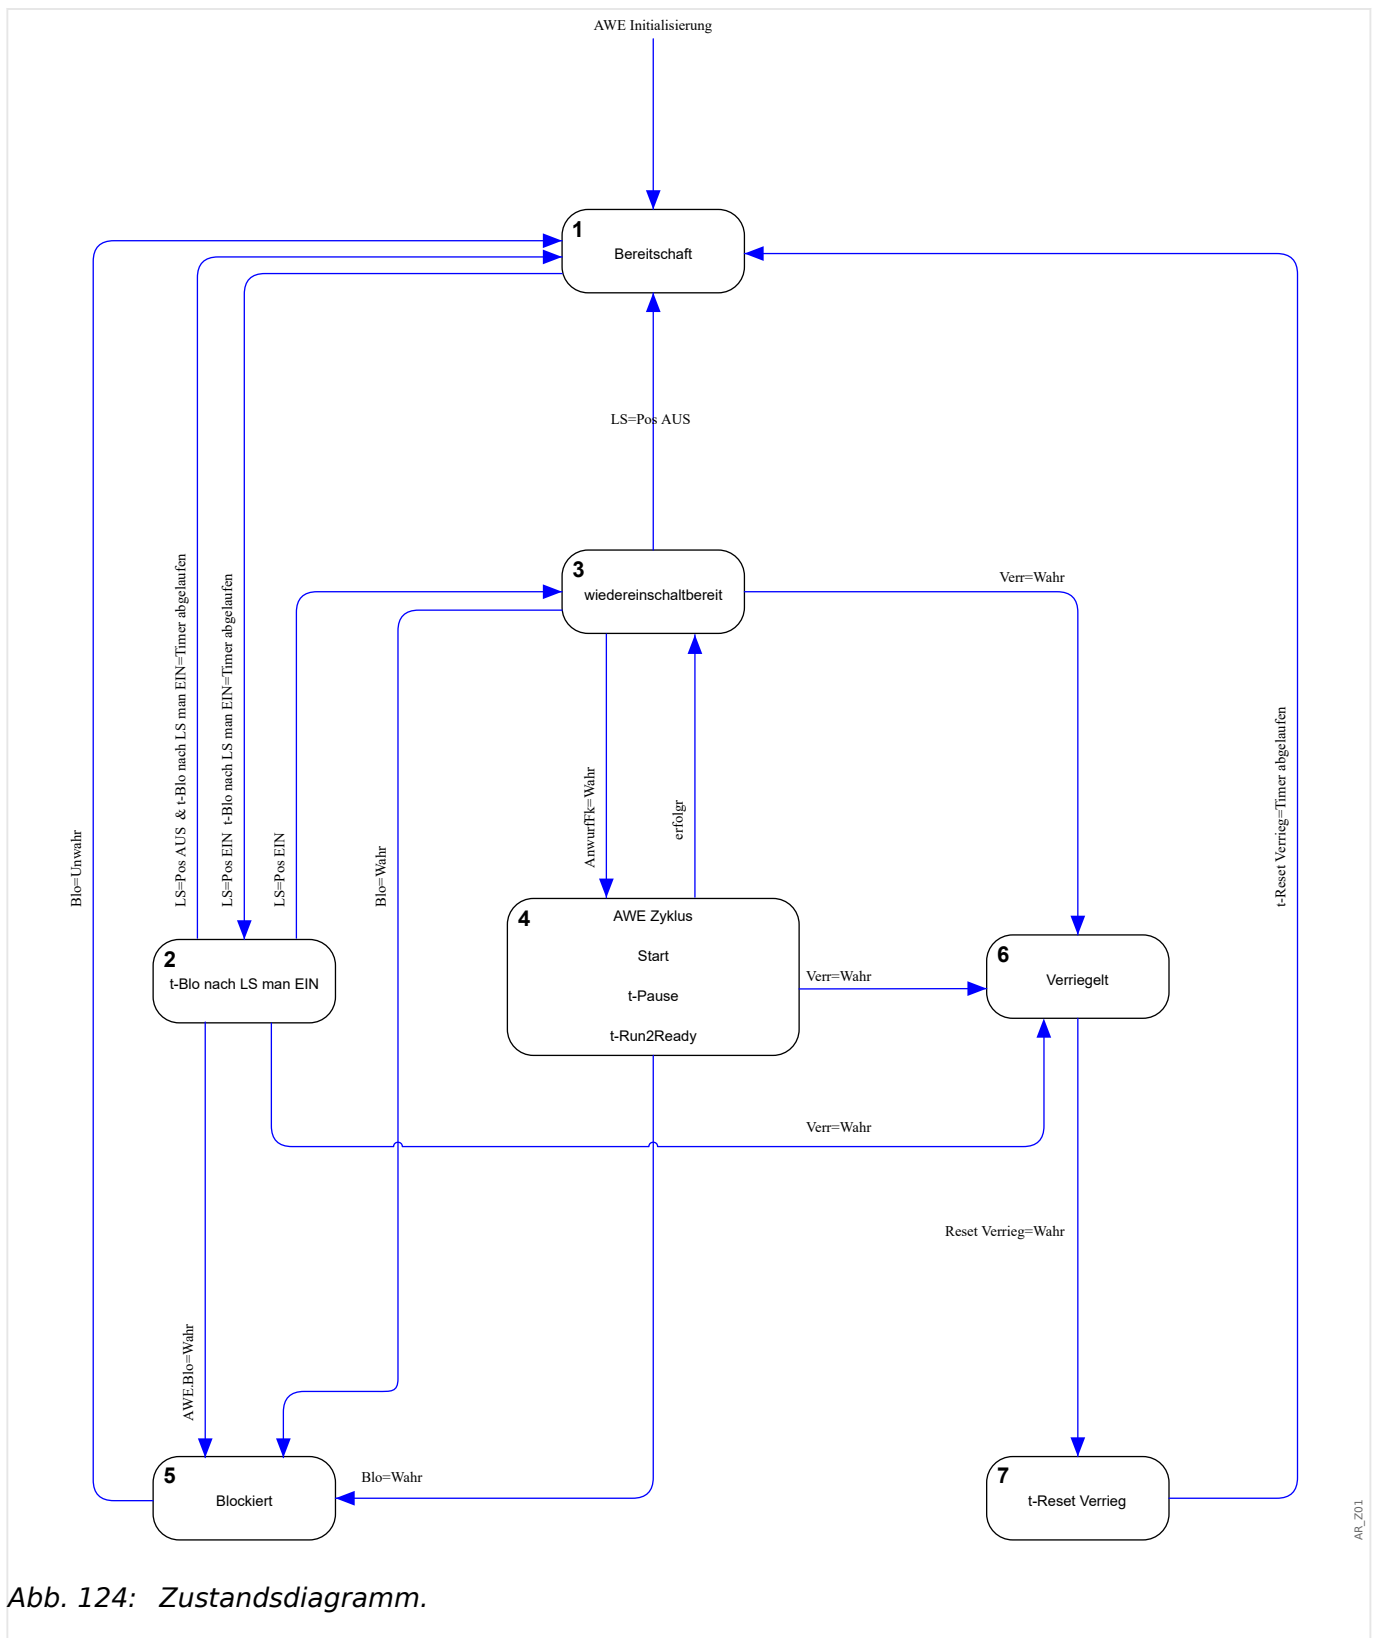 AWE Initialisierung
1
Bereitschaft
LS=Pos AUS
3
wiedereinschaltbereit
Verr=Wahr
LS=Pos AUS & t-Blo nach LS man EIN=Timer abgelaufen
LS=Pos EIN t-Blo nach LS man EIN=Timer abgelaufen
LS=Pos EIN
Blo=Unwahr
Blo=Wahr
AnwurfFk=Wahr
erfolgr
t-Reset Verrieg=Timer abgelaufen
2
t-Blo nach LS man EIN
4
AWE Zyklus
Start
t-Pause
t-Run2Ready
Verr=Wahr
6
Verriegelt
Verr=Wahr
Reset Verrieg=Wahr
AWE.Blo=Wahr
5
Blockiert
Blo=Wahr
7
t-Reset Verrieg
AR_Z01
Abb. 124: Zustandsdiagramm.